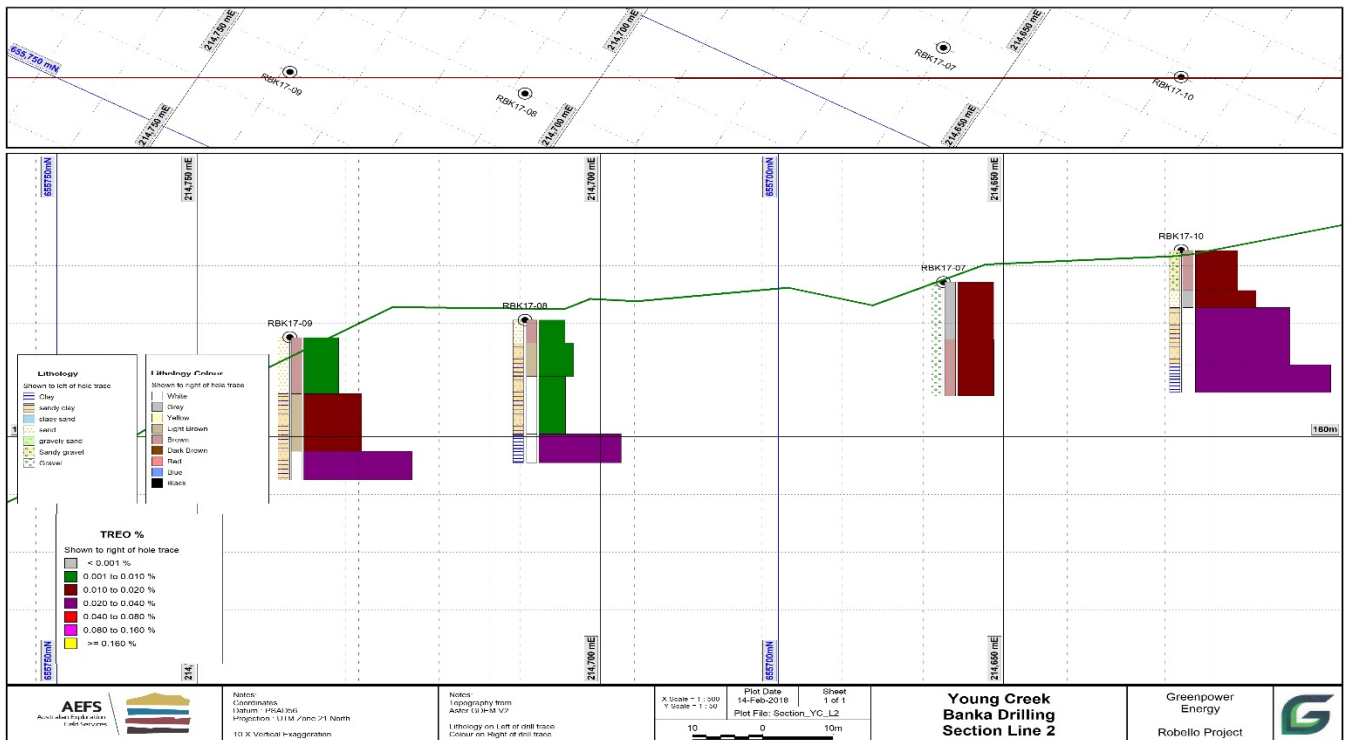 214,750 mE
214,700 mE
214,650 mE
655,750 mN
RBK17-09
RBK17-08
RBK17-07
RBK17-10
214,750 mE
214,700 mE
214,650 mE
655750mN
214,750 mE
214,700 mE
655700mN
214,650 mE
RBK17-10
RBK17-07
RBK17-08
RBK17-09
160m
Lithology
Shown to left of hole trace
Clay
sandy clay
claey sand
sand
gravely sand
Sandy gravel
Gravel
Lithology Colour
Shown to right of hole trace
White
Grey
Yellow
Light Brown
Brown
Dark Brown
Red
Blue
Black
TREO %
Shown to right of hole trace
< 0.001 %
0.001 to 0.010 %
0.010 to 0.020 %
0.020 to 0.040 %
0.040 to 0.080 %
0.080 to 0.160 %
>= 0.160 %
655750mN
214,700 mE
655700mN
214,650 mE
AEFS
Australian Exploration
Field Services
Notes:
Coordinates
Datum : PSAD56
Projection : UTM Zone 21 North
10 X Vertical Exaggeration
Notes:
Topography from
Aster GDEM V2
Lithology on Left of drill trace
Colour on Right of drill trace
X Scale = 1 : 500
Y Scale = 1 : 50
Plot Date
14-Feb-2018
Sheet
1 of 1
Plot File: Section_YC_L2
10 0 10m
Young Creek
Banka Drilling
Section Line 2
Greenpower
Energy
Robello Project